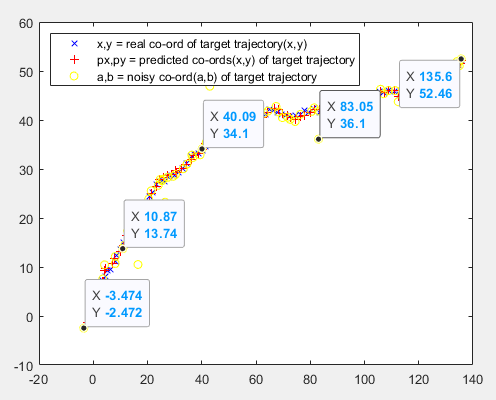 60
50
40
30
20
10
0
-10
-20
0
20
40
60
80
100
120
140
x,y = real co-ord of target trajectory(x,y)
px,py = predicted co-ords(x,y) of target trajectory
a,b = noisy co-ord(a,b) of target trajectory
X 135.6
Y 52.46
X 83.05
Y 36.1
X 40.09
Y 34.1
X 10.87
Y 13.74
X -3.474
Y -2.472